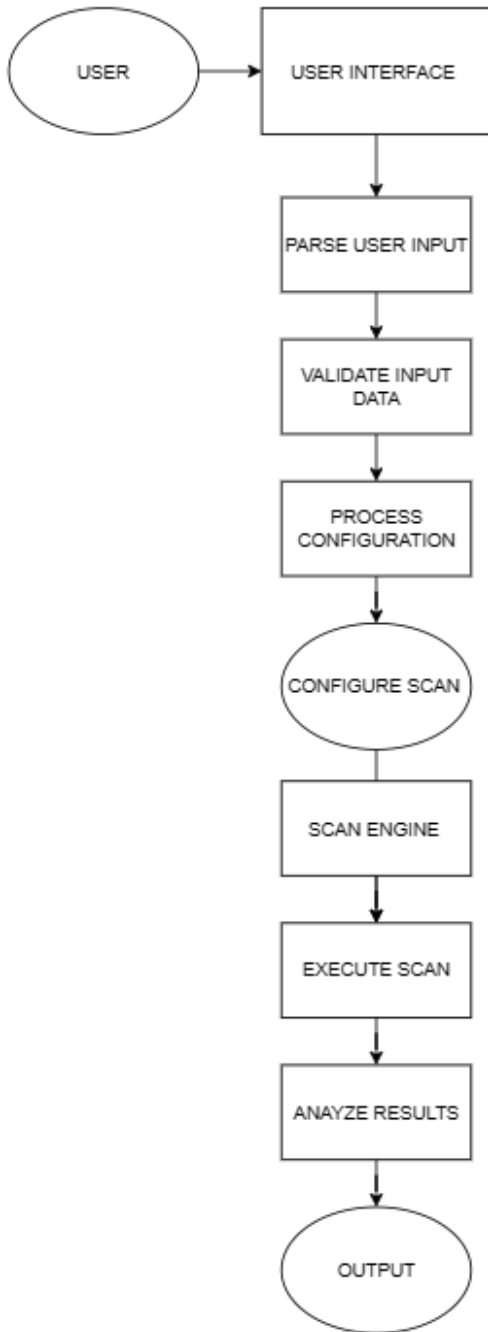 USER
USER INTERFACE
PARSE USER INPUT
VALIDATE INPUT
DATA
PROCESS
CONFIGURATION
CONFIGURE SCAN
SCAN ENGINE
EXECUTE SCAN
ANAYZE RESULTS
OUTPUT